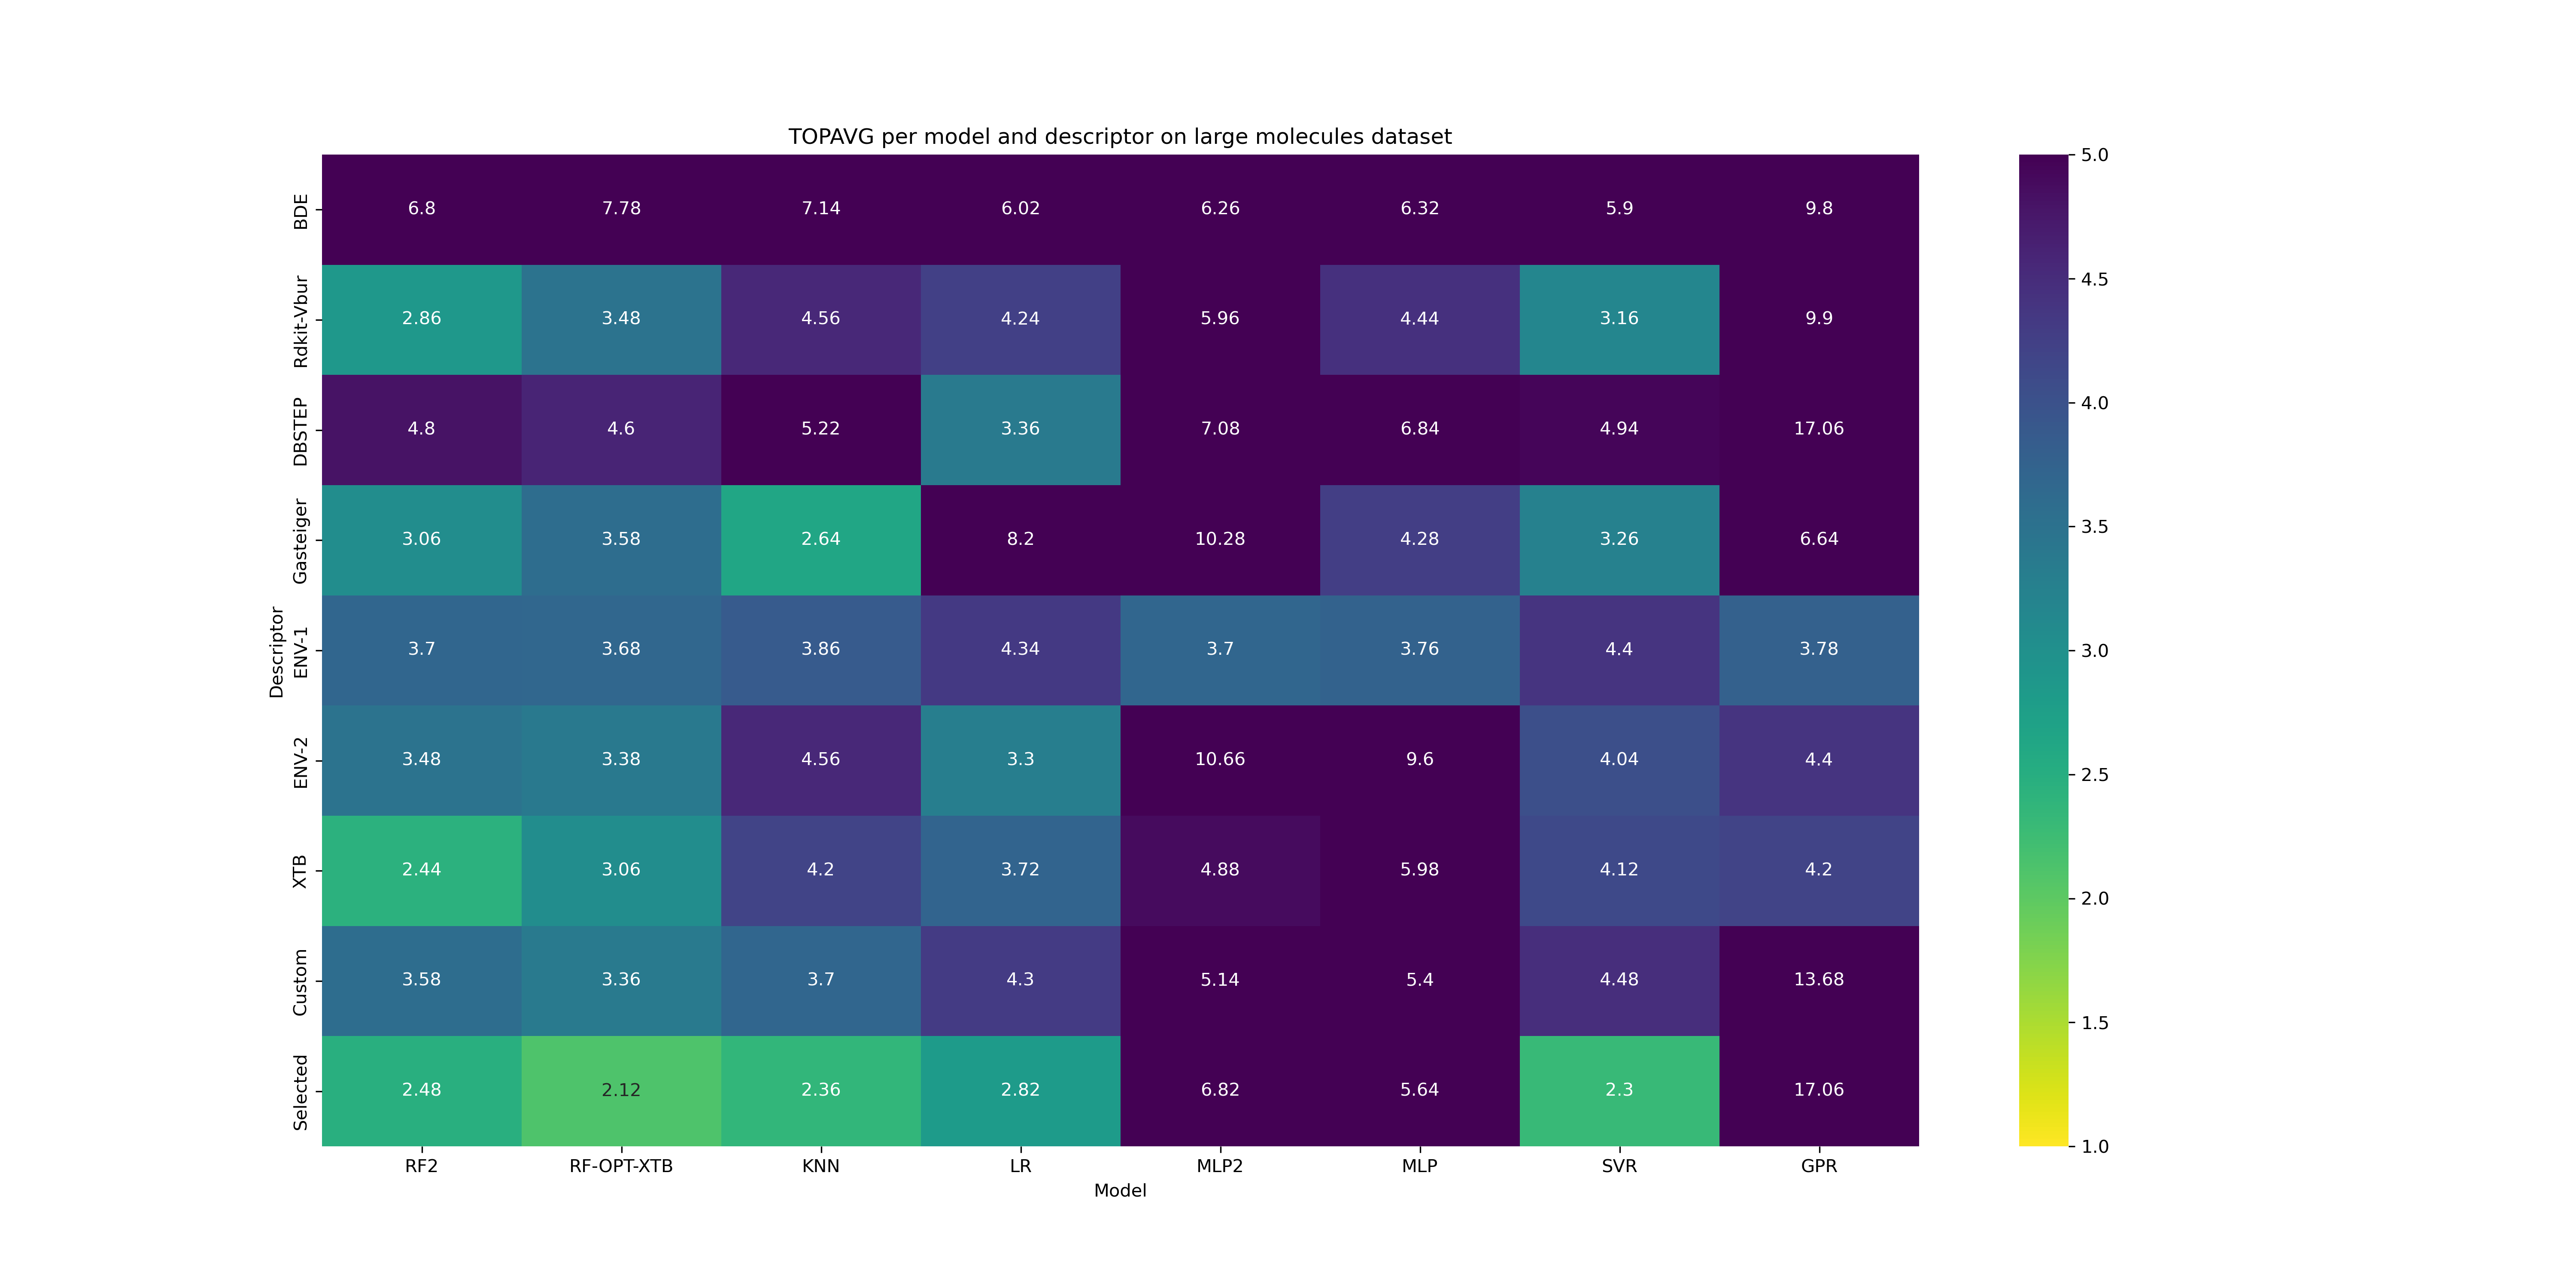 TOPAVG per model and descriptor on large molecules dataset
Descriptor
BDE 6.8 7.78 7.14 6.02 6.26 6.32 5.9 9.8
Rdkit-Vbur 2.86 3.48 4.56 4.24 5.96 4.44 3.16 9.9
DBSTEP 4.8 4.6 5.22 3.36 7.08 6.84 4.94 17.06
Gasteiger 3.06 3.58 2.64 8.2 10.28 4.28 3.26 6.64
ENV-1 3.7 3.68 3.86 4.34 3.7 3.76 4.4 3.78
ENV-2 3.48 3.38 4.56 3.3 10.66 9.6 4.04 4.4
XTB 2.44 3.06 4.2 3.72 4.88 5.98 4.12 4.2
Custom 3.58 3.36 3.7 4.3 5.14 5.4 4.48 13.68
Selected 2.48 2.12 2.36 2.82 6.82 5.64 2.3 17.06
RF2 RF-OPT-XTB KNN LR MLP2 MLP SVR GPR
Model
5.0
4.5
4.0
3.5
3.0
2.5
2.0
1.5
1.0